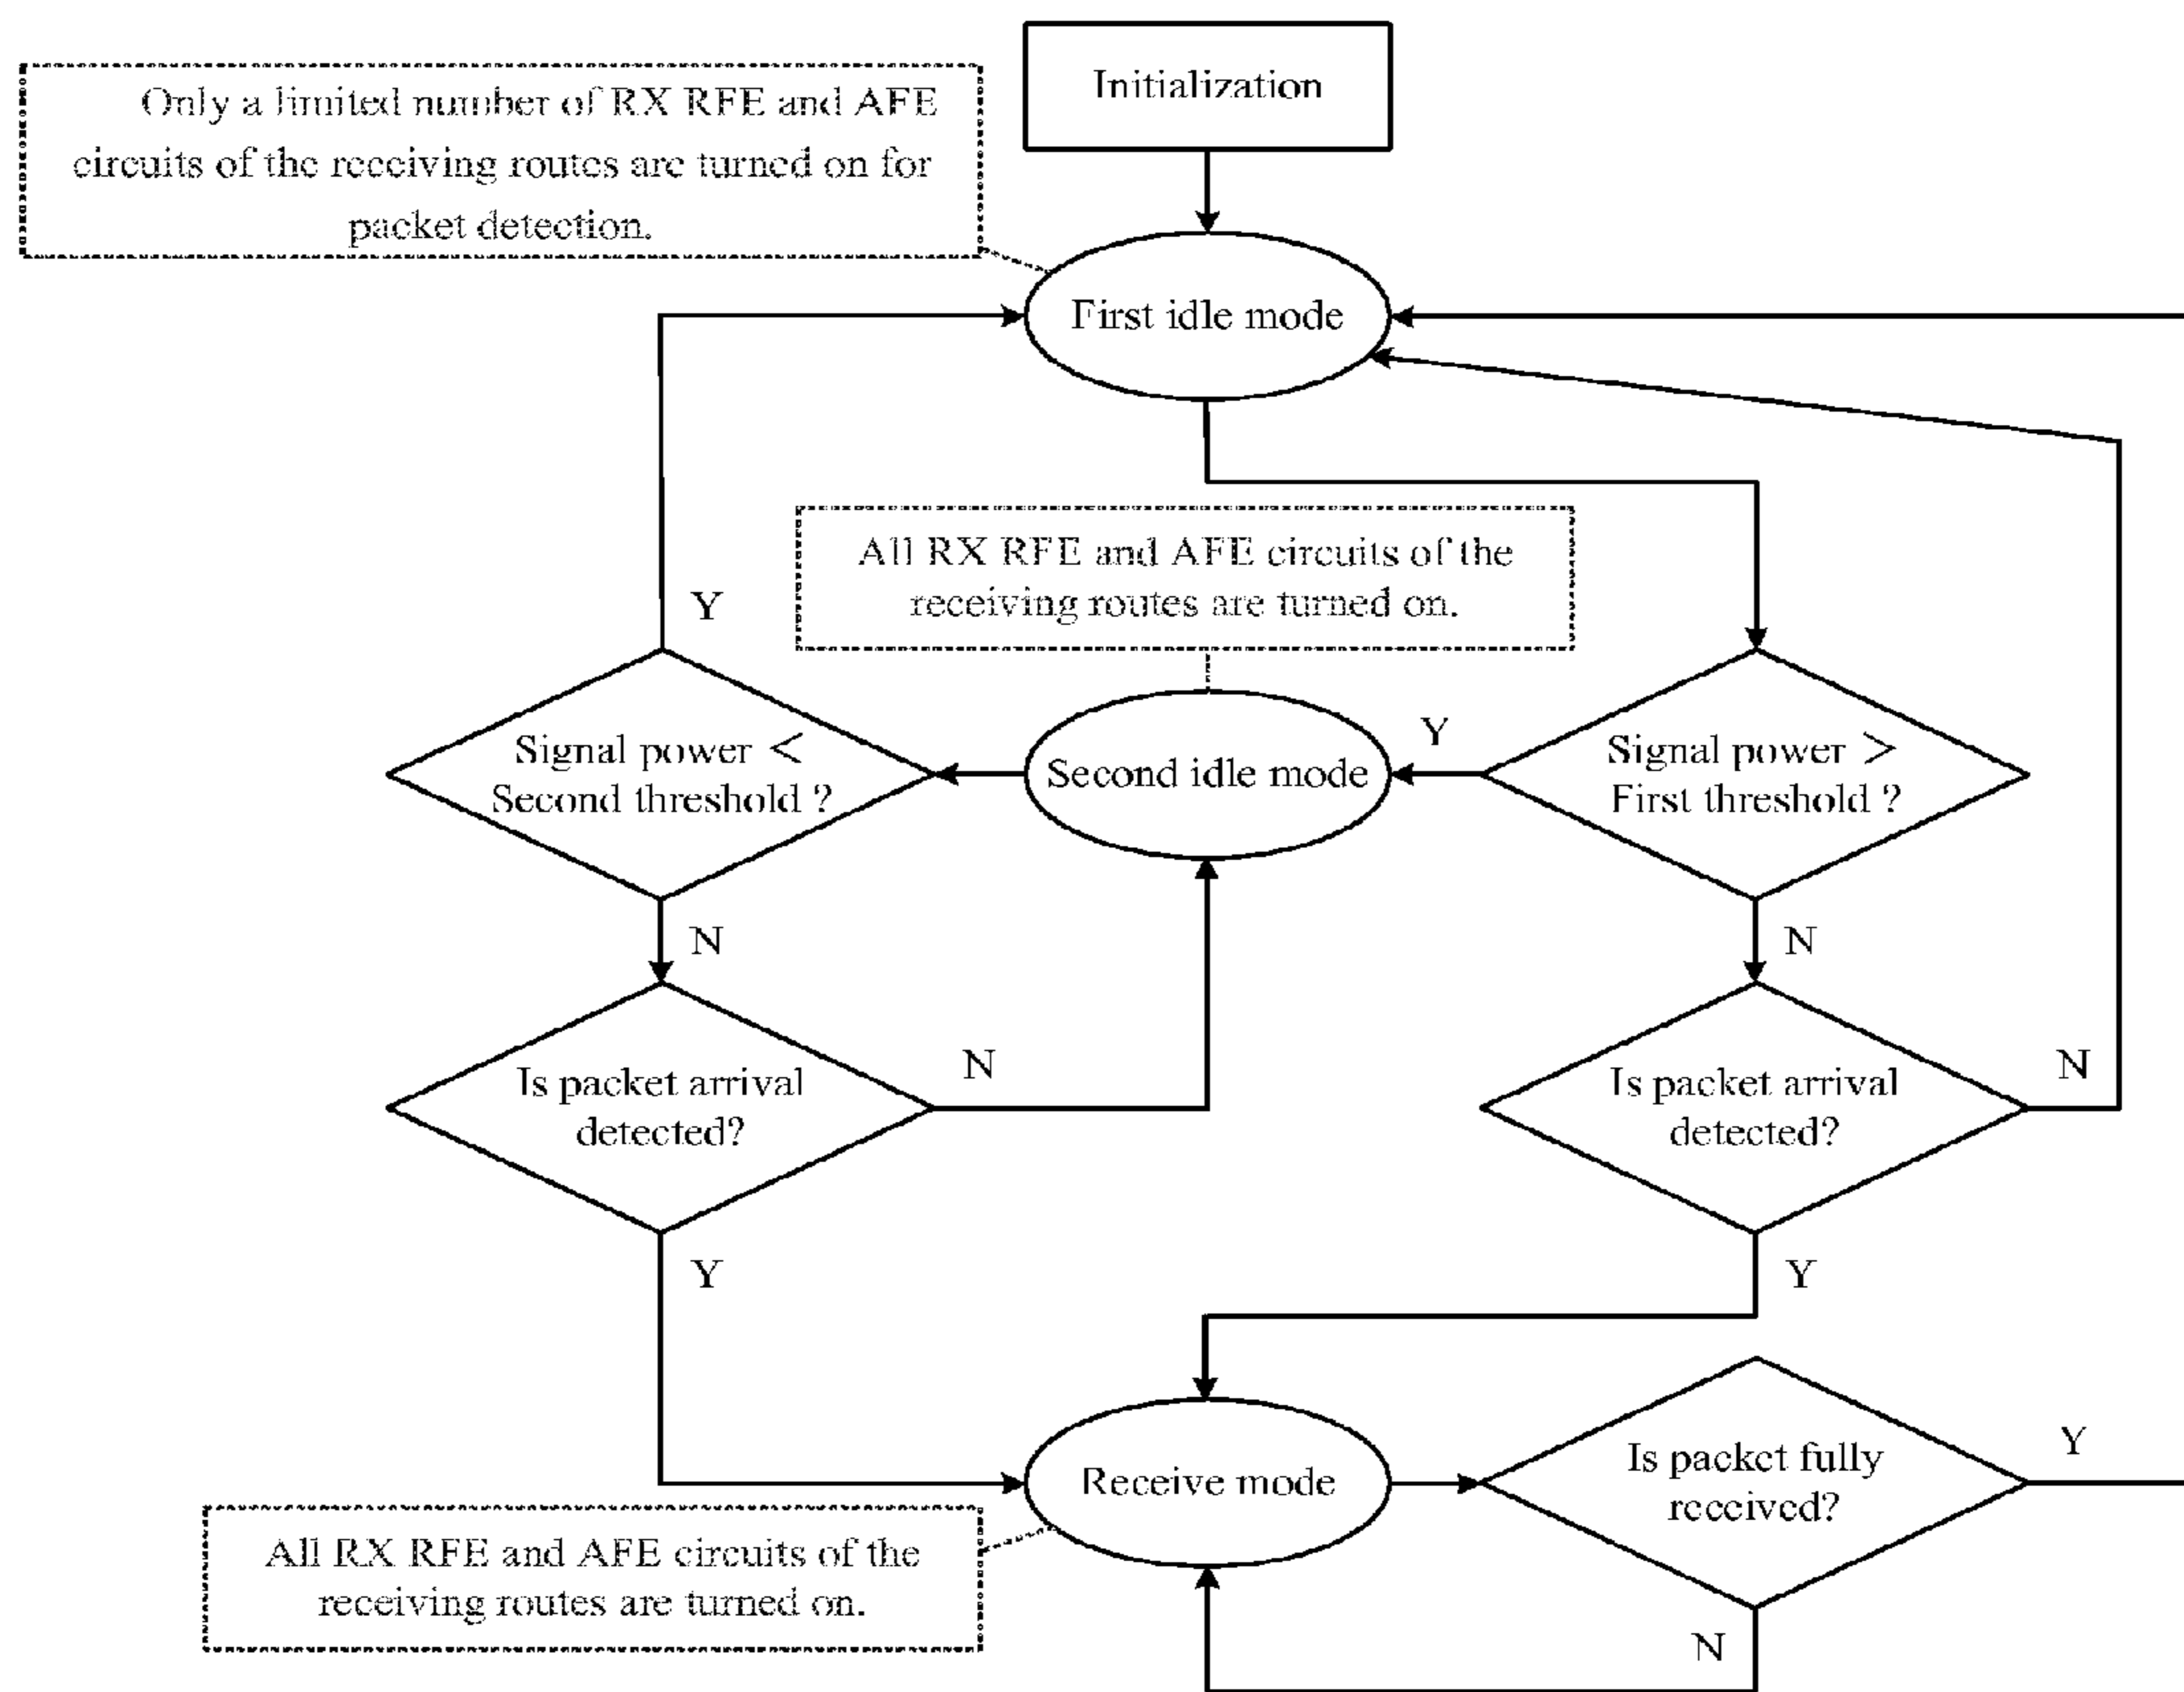 Initialization
Only a limited number of RX RFE and AFE
circuits of the receiving routes are turned on for
packet detection.
First idle mode
All RX RFE and AFE circuits of the
receiving routes are turned on.
Y
Signal power <
Second threshold ?
Second idle mode
Y
Signal power >
First threshold ?
N
N
Is packet arrival
detected?
N
Is packet arrival
detected?
N
Y
Y
Receive mode
Is packet fully
received?
Y
All RX RFE and AFE circuits of the
receiving routes are turned on.
N